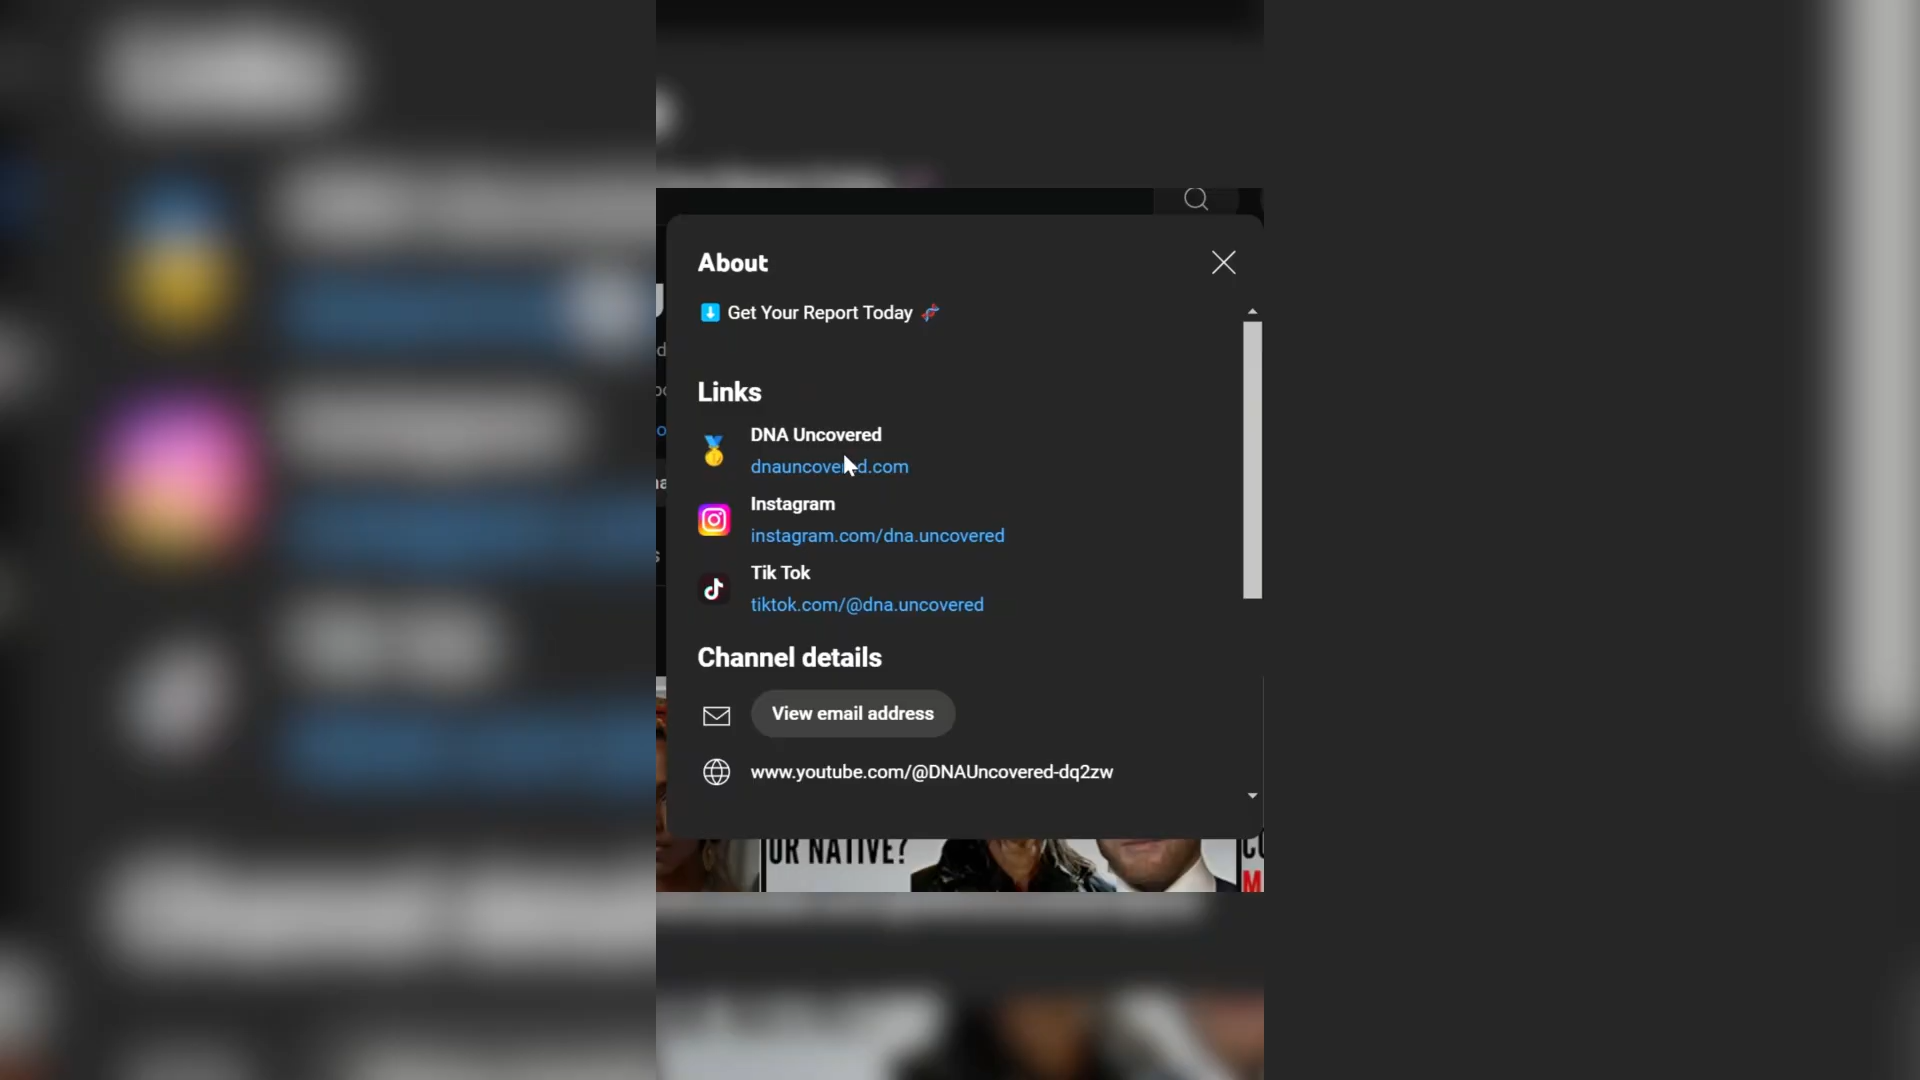 About
Get Your Report Today
Links
DNA Uncovered
dnauncovered.com
Instagram
instagram.com/dna.uncovered
Tik Tok
tiktok.com/@dna.uncovered
Channel details
View email address
www.youtube.com/@DNAUncovered-dq2zw
OR NATIVE?